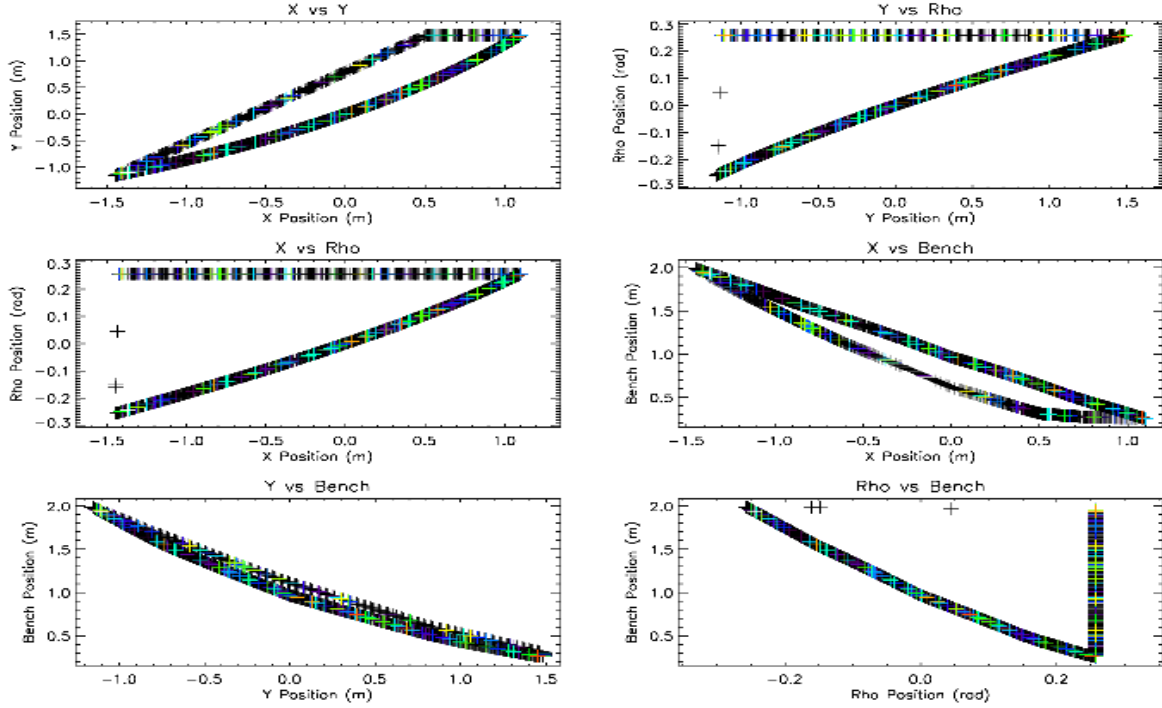 X vs Y
Y Position (m)
1.5
1.0
0.5
0.0
−0.5
−1.0
−1.5 −1.0 −0.5 0.0 0.5 1.0
X Position (m)
Y vs Rho
Rho Position (rad)
0.3
0.2
0.1
0.0
−0.1
−0.2
−0.3
−1.0 −0.5 0.0 0.5 1.0 1.5
Y Position (m)
X vs Rho
Rho Position (rad)
0.3
0.2
0.1
0.0
−0.1
−0.2
−0.3
−1.5 −1.0 −0.5 0.0 0.5 1.0
X Position (m)
X vs Bench
Bench Position (m)
2.0
1.5
1.0
0.5
−1.5 −1.0 −0.5 0.0 0.5 1.0
X Position (m)
Y vs Bench
Bench Position (m)
2.0
1.5
1.0
0.5
−1.0 −0.5 0.0 0.5 1.0 1.5
Y Position (m)
Rho vs Bench
Bench Position (m)
2.0
1.5
1.0
0.5
−0.2 0.0 0.2
Rho Position (rad)